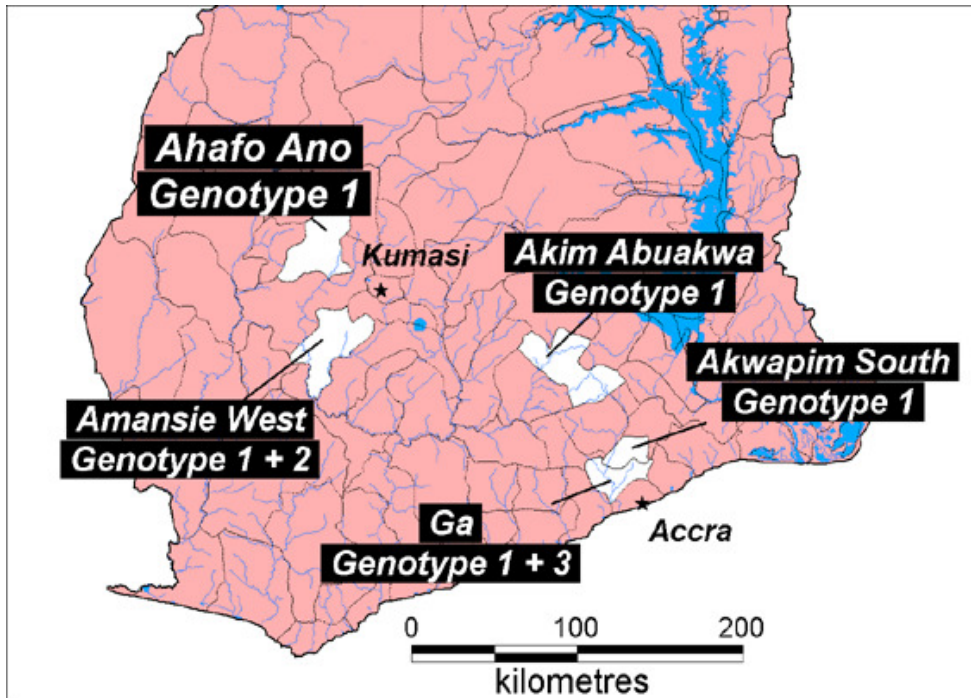 Ahafo Ano
Genotype 1
Kumasi
Akim Abuakwa
Genotype 1
Akwapim South
Genotype 1
Amansie West
Genotype 1 + 2
Ga
Genotype 1 + 3
Accra
0 100 200
kilometres